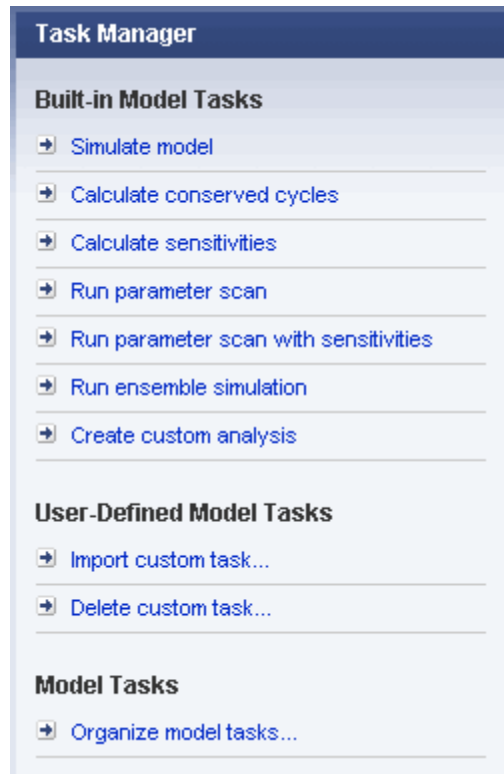 Task Manager
Built-in Model Tasks
Simulate model
Calculate conserved cycles
Calculate sensitivities
Run parameter scan
Run parameter scan with sensitivities
Run ensemble simulation
Create custom analysis
User-Defined Model Tasks
Import custom task...
Delete custom task...
Model Tasks
Organize model tasks...